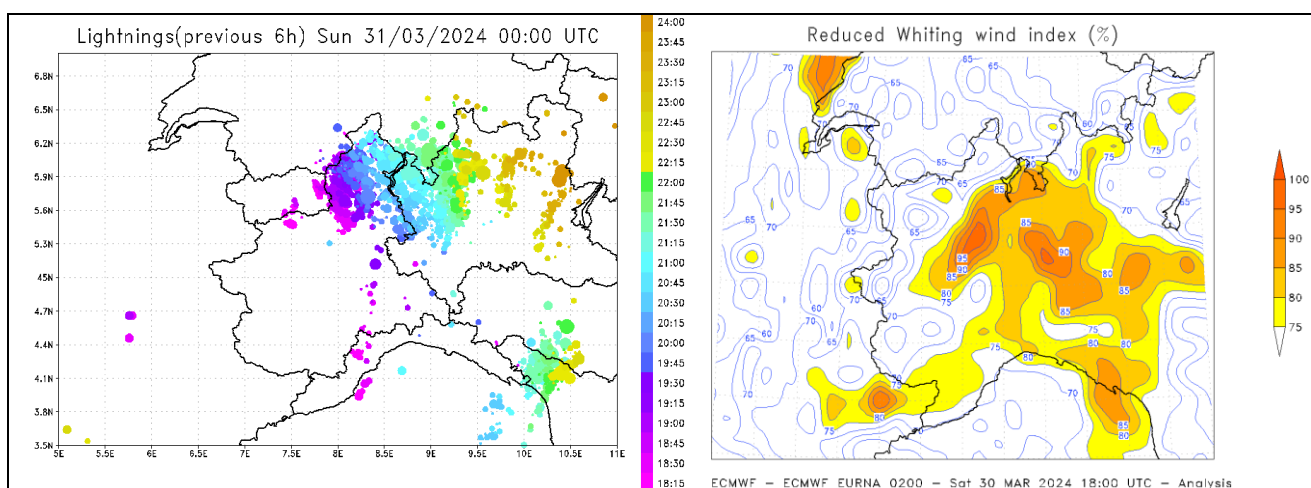 Lightnings(previous 6h) Sun 31/03/2024 00:00 UTC
6.8N
6.5N
6.2N
5.9N
5.6N
5.3N
45N
4.7N
4.4N
4.1N
3.8N
3.5N
5E 5.5E 6E 6.5E 7E 7.5E 8E 8.5E 9E 9.5E 10E 10.5E 11E
24:00
23:45
23:30
23:15
23:00
22:45
22:30
22:15
22:00
21:45
21:30
21:15
21:00
20:45
20:30
20:15
20:00
19:45
19:30
19:15
19:00
18:45
18:30
18:15
Reduced Whiting wind index (%)
100
95
90
85
80
75
ECMWF – ECMWF EURNA 0200 – Sat 30 MAR 2024 18:00 UTC – Analysis